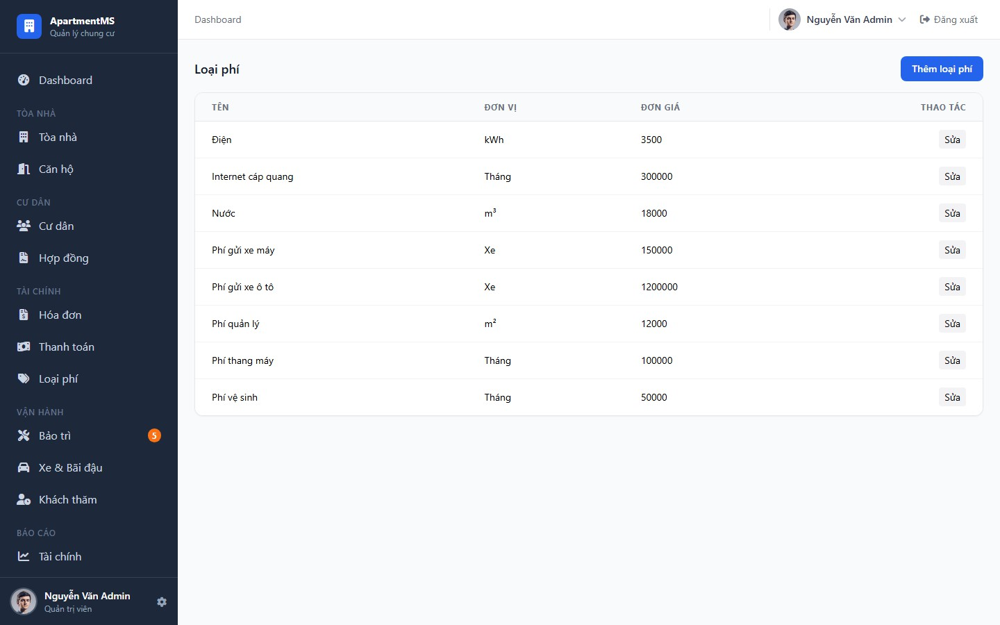 ApartmentMS
Quản lý chung cư
Dashboard
TÒA NHÀ
Tòa nhà
Căn hộ
CƯ DÂN
Cư dân
Hợp đồng
TÀI CHÍNH
Hóa đơn
Thanh toán
Loại phí
VẬN HÀNH
Bảo trì 5
Xe & Bãi đậu
Khách thăm
BÁO CÁO
Tài chính
Nguyễn Văn Admin
Quản trị viên
Dashboard
Nguyễn Văn Admin
Đăng xuất
Loại phí
Thêm loại phí
TÊN ĐƠN VỊ ĐƠN GIÁ THAO TÁC
Điện kWh 3500 Sửa
Internet cáp quang Tháng 300000 Sửa
Nước m³ 18000 Sửa
Phí gửi xe máy Xe 150000 Sửa
Phí gửi xe ô tô Xe 1200000 Sửa
Phí quản lý m² 12000 Sửa
Phí thang máy Tháng 100000 Sửa
Phí vệ sinh Tháng 50000 Sửa